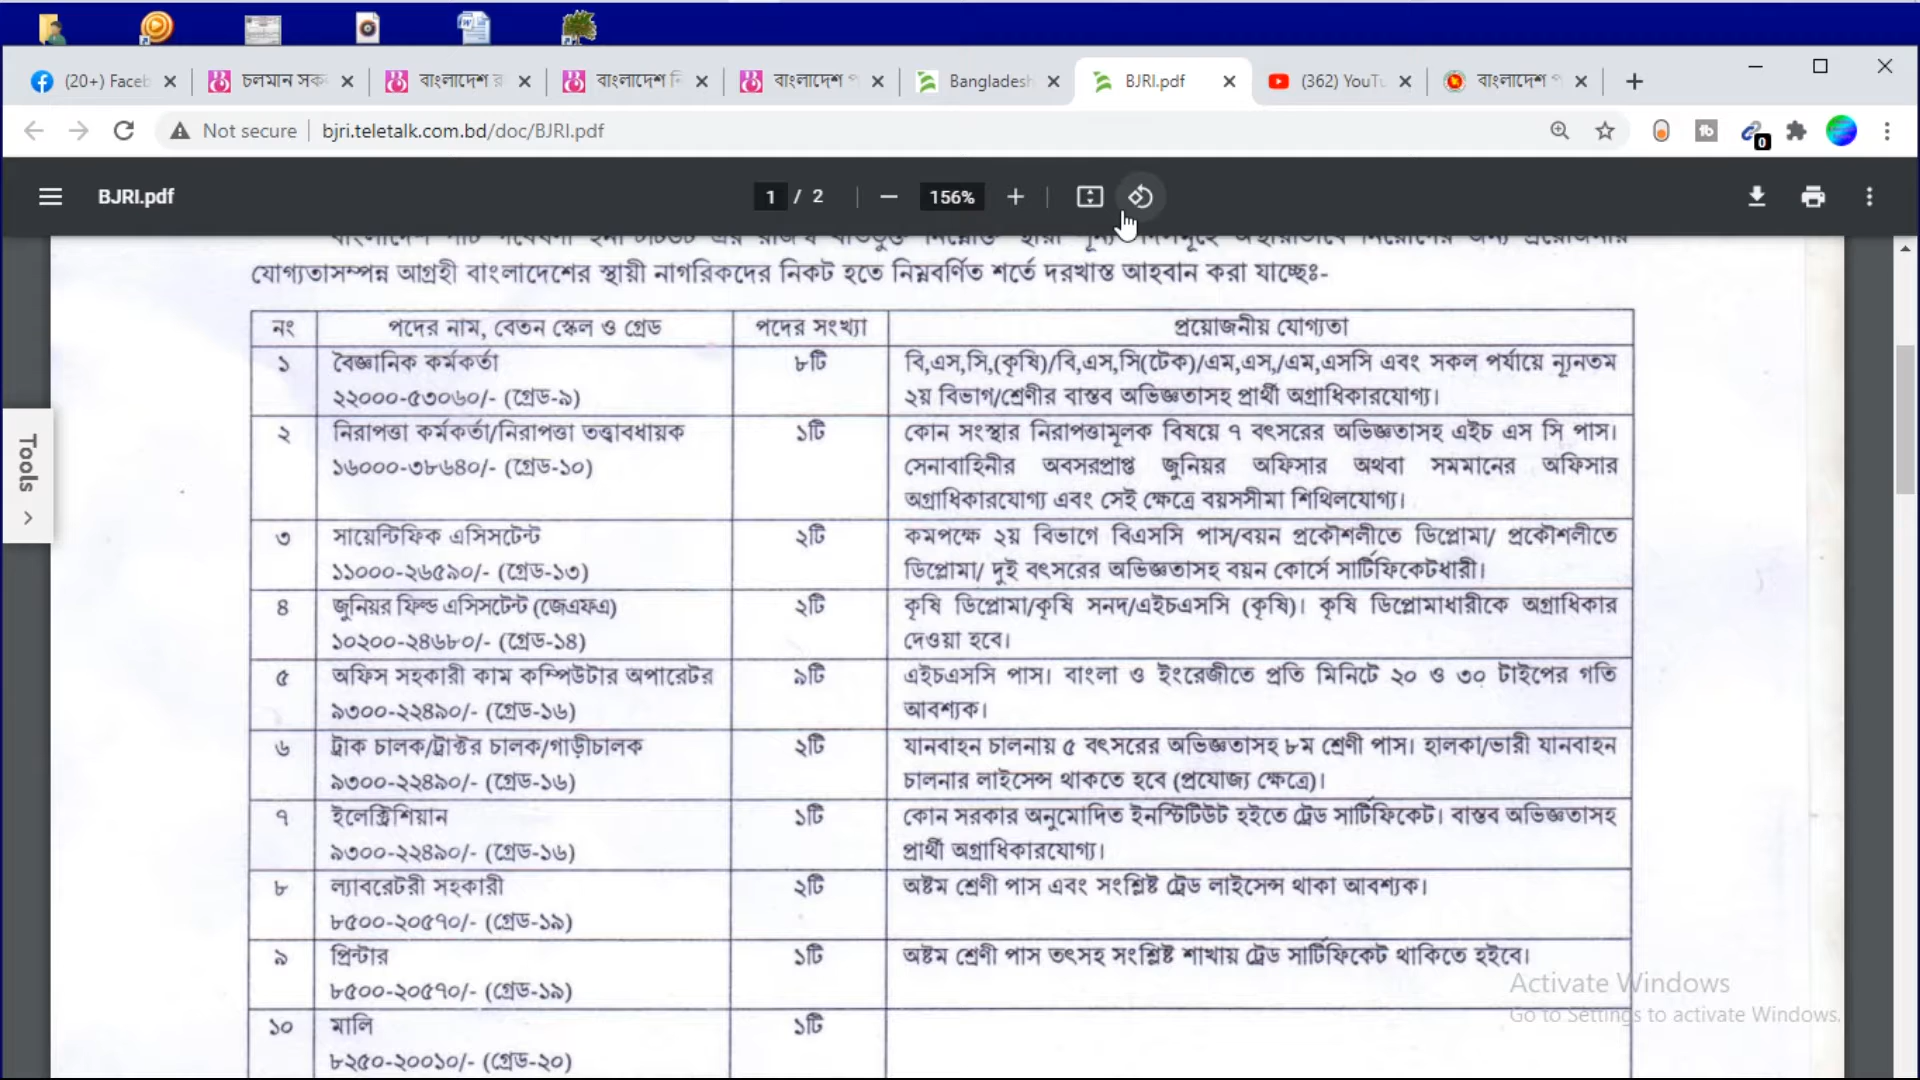 (20+) Faceb
চলমান সক
বাংলাদেশ র
বাংলাদেশ নি
বাংলাদেশ প
Bangladesh
BJRI.pdf
(362) YouTu
বাংলাদেশ প
Not secure
bjri.teletalk.com.bd/doc/BJRI.pdf
0
BJRI.pdf
1 / 2
156%
যোগ্যতাসম্পন্ন আগ্রহী বাংলাদেশের স্থায়ী নাগরিকদের নিকট হতে নিম্নবর্ণিত শর্তে দরখাস্ত আহবান করা যাচ্ছেঃ-
নং পদের নাম, বেতন স্কেল ও গ্রেড পদের সংখ্যা প্রয়োজনীয় যোগ্যতা
১ বৈজ্ঞানিক কর্মকর্তা ৮টি বি,এস,সি,(কৃষি)/বি,এস,সি(টেক)/এম,এস,/এম,এসসি এবং সকল পর্যায়ে ন্যূনতম
২২০০০-৫৩০৬০/- (গ্রেড-৯) ২য় বিভাগ/শ্রেণীর বাস্তব অভিজ্ঞতাসহ প্রার্থী অগ্রাধিকারযোগ্য।
২ নিরাপত্তা কর্মকর্তা/নিরাপত্তা তত্ত্বাবধায়ক ১টি কোন সংস্থার নিরাপত্তামূলক বিষয়ে ৭ বৎসরের অভিজ্ঞতাসহ এইচ এস সি পাস।
১৬০০০-৩৮৬৪০/- (গ্রেড-১০) সেনাবাহিনীর অবসরপ্রাপ্ত জুনিয়র অফিসার অথবা সমমানের অফিসার
অগ্রাধিকারযোগ্য এবং সেই ক্ষেত্রে বয়সসীমা শিথিলযোগ্য।
৩ সায়েন্টিফিক এসিসটেন্ট ২টি কমপক্ষে ২য় বিভাগে বিএসসি পাস/বয়ন প্রকৌশলীতে ডিপ্লোমা/ প্রকৌশলীতে
১১০০০-২৬৫৯০/- (গ্রেড-১৩) ডিপ্লোমা/ দুই বৎসরের অভিজ্ঞতাসহ বয়ন কোর্সে সার্টিফিকেটধারী।
৪ জুনিয়র ফিল্ড এসিসটেন্ট (জেএফএ) ২টি কৃষি ডিপ্লোমা/কৃষি সনদ/এইচএসসি (কৃষি)। কৃষি ডিপ্লোমাধারীকে অগ্রাধিকার
১০২০০-২৪৬৮০/- (গ্রেড-১৪) দেওয়া হবে।
৫ অফিস সহকারী কাম কম্পিউটার অপারেটর ৯টি এইচএসসি পাস। বাংলা ও ইংরেজীতে প্রতি মিনিটে ২০ ও ৩০ টাইপের গতি
৯৩০০-২২৪৯০/- (গ্রেড-১৬) আবশ্যক।
৬ ট্রাক চালক/ট্রাক্টর চালক/গাড়ীচালক ২টি যানবাহন চালনায় ৫ বৎসরের অভিজ্ঞতাসহ ৮ম শ্রেণী পাস। হালকা/ভারী যানবাহন
৯৩০০-২২৪৯০/- (গ্রেড-১৬) চালনার লাইসেন্স থাকতে হবে (প্রযোজ্য ক্ষেত্রে)।
৭ ইলেক্ট্রিশিয়ান ১টি কোন সরকার অনুমোদিত ইনস্টিটিউট হইতে ট্রেড সার্টিফিকেট। বাস্তব অভিজ্ঞতাসহ
৯৩০০-২২৪৯০/- (গ্রেড-১৬) প্রার্থী অগ্রাধিকারযোগ্য।
৮ ল্যাবরেটরী সহকারী ২টি অষ্টম শ্রেণী পাস এবং সংশ্লিষ্ট ট্রেড লাইসেন্স থাকা আবশ্যক।
৮৫০০-২০৫৭০/- (গ্রেড-১৯)
৯ প্রিন্টার ১টি অষ্টম শ্রেণী পাস তৎসহ সংশ্লিষ্ট শাখায় ট্রেড সার্টিফিকেট থাকিতে হইবে।
৮৫০০-২০৫৭০/- (গ্রেড-১৯)
১০ মালি ১টি
৮২৫০-২০০১০/- (গ্রেড-২০)
Tools
Activate Windows
Go to Settings to activate Windows.